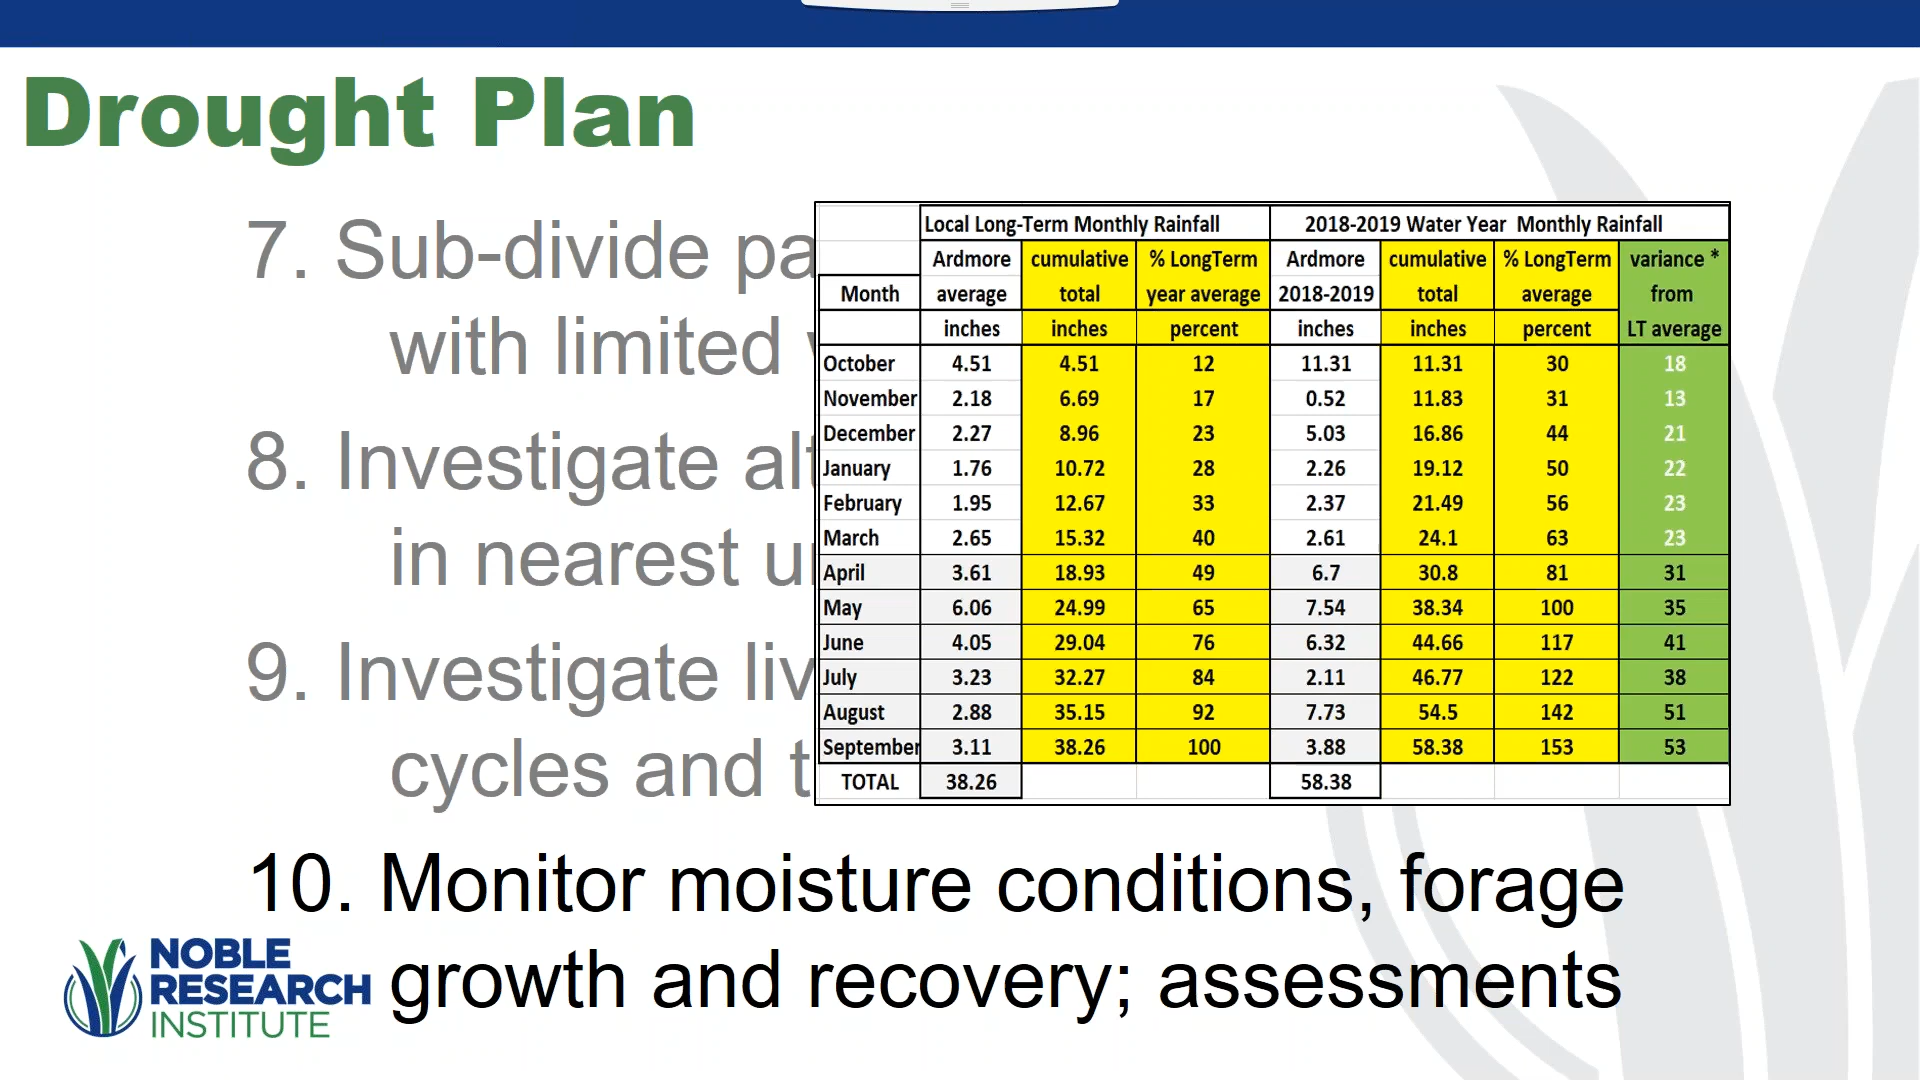 Drought Plan
7. Sub-divide
with limited
8. Investigate
in nearest
9. Investigate
cycles and
Local Long-Term Monthly Rainfall 2018-2019 Water Year Monthly Rainfall
Ardmore cumulative % LongTerm Ardmore cumulative % LongTerm variance *
Month average total year average 2018-2019 total average from
inches inches percent inches inches percent LT average
October 4.51 4.51 12 11.31 11.31 30 18
November 2.18 6.69 17 0.52 11.83 31 13
December 2.27 8.96 23 5.03 16.86 44 21
January 1.76 10.72 28 2.26 19.12 50 22
February 1.95 12.67 33 2.37 21.49 56 23
March 2.65 15.32 40 2.61 24.1 63 23
April 3.61 18.93 49 6.7 30.8 81 31
May 6.06 24.99 65 7.54 38.34 100 35
June 4.05 29.04 76 6.32 44.66 117 41
July 3.23 32.27 84 2.11 46.77 122 38
August 2.88 35.15 92 7.73 54.5 142 51
September 3.11 38.26 100 3.88 58.38 153 53
TOTAL 38.26 58.38
10. Monitor moisture conditions, forage
growth and recovery; assessments
NOBLE
RESEARCH
INSTITUTE